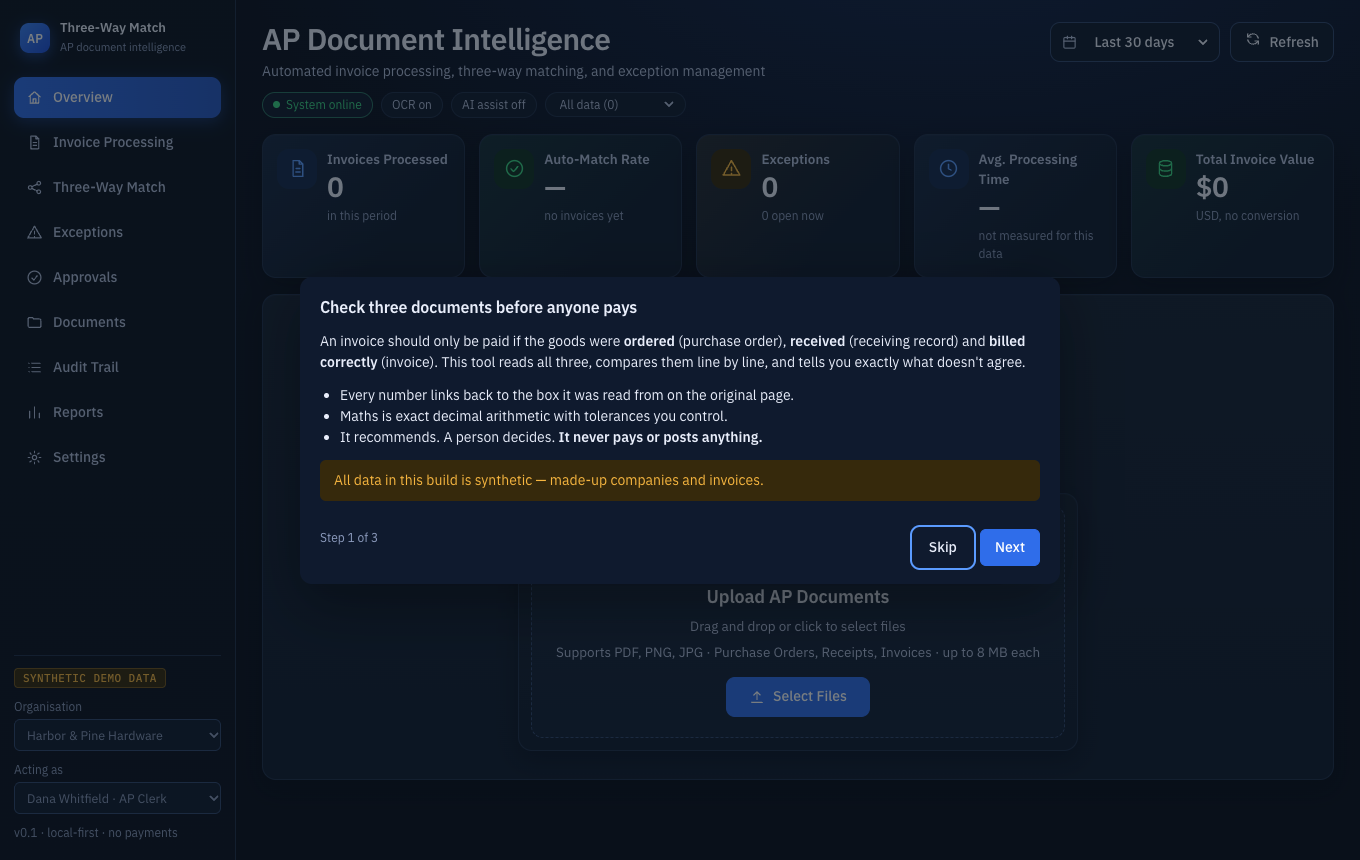 AP
Three-Way Match
AP document intelligence
Overview
Invoice Processing
Three-Way Match
Exceptions
Approvals
Documents
Audit Trail
Reports
Settings
SYNTHETIC DEMO DATA
Organisation
Harbor & Pine Hardware
Acting as
Dana Whitfield · AP Clerk
v0.1 · local-first · no payments
AP Document Intelligence
Automated invoice processing, three-way matching, and exception management
Last 30 days
Refresh
System online
OCR on
AI assist off
All data (0)
Invoices Processed
0
in this period
Auto-Match Rate
—
no invoices yet
Exceptions
0
0 open now
Avg. Processing
Time
—
not measured for this
data
Total Invoice Value
$0
USD, no conversion
Check three documents before anyone pays
An invoice should only be paid if the goods were ordered (purchase order), received (receiving record) and billed
correctly (invoice). This tool reads all three, compares them line by line, and tells you exactly what doesn't agree.
• Every number links back to the box it was read from on the original page.
• Maths is exact decimal arithmetic with tolerances you control.
• It recommends. A person decides. It never pays or posts anything.
All data in this build is synthetic — made-up companies and invoices.
Step 1 of 3
Skip
Next
Upload AP Documents
Drag and drop or click to select files
Supports PDF, PNG, JPG · Purchase Orders, Receipts, Invoices · up to 8 MB each
Select Files